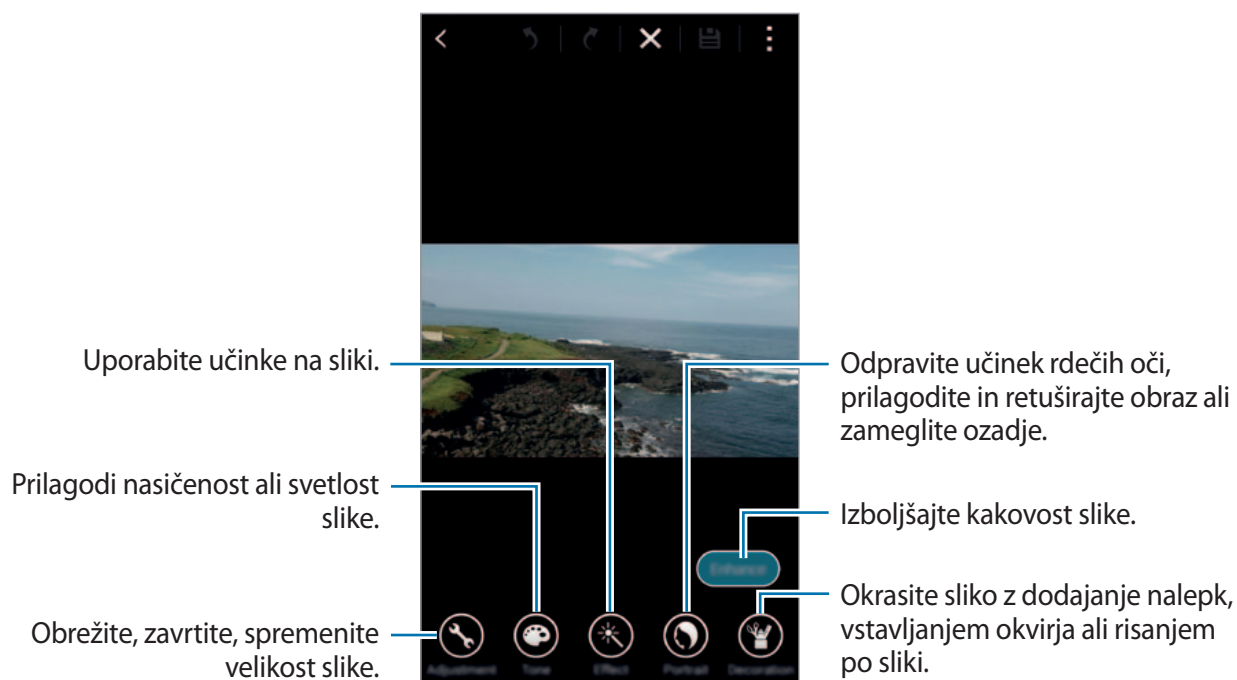 Uporabite učinke na sliki.
Prilagodi nasičenost ali svetlost
slike.
Obrežite, zavrtite, spremenite
velikost slike.
Odpravite učinek rdečih oči,
prilagodite in retuširajte obraz ali
zameglite ozadje.
Izboljšajte kakovost slike.
Okrasite sliko z dodajanje nalepk,
vstavljanjem okvirja ali risanjem
po sliki.
Enhance
Adjustment
Tone
Effect
Portrait
Decoration